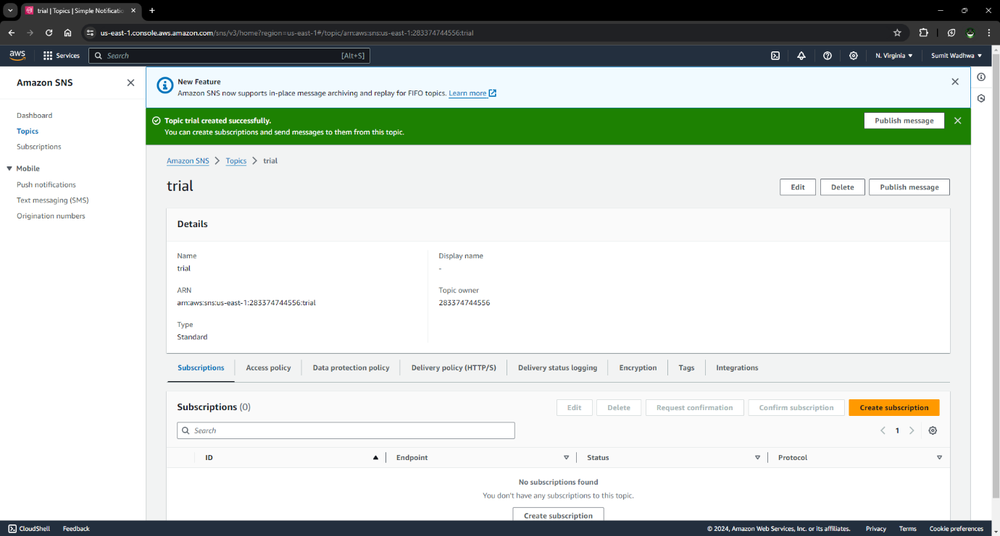 trial | Topics | Simple Notificatio
us-east-1.console.aws.amazon.com/sns/v3/home?region=us-east-1#/topic/arn:aws:sns:us-east-1:283374744556:trial
aws Services Search [Alt+S] N. Virginia Sumit Wadhwa
Amazon SNS
Dashboard
Topics
Subscriptions
Mobile
Push notifications
Text messaging (SMS)
Origination numbers
New Feature
Amazon SNS now supports in-place message archiving and replay for FIFO topics. Learn more
Topic trial created successfully.
You can create subscriptions and send messages to them from this topic.
Publish message
Amazon SNS Topics trial
trial
Edit Delete Publish message
Details
Name
trial
ARN
arn:aws:sns:us-east-1:283374744556:trial
Type
Standard
Display name
-
Topic owner
283374744556
Subscriptions Access policy Data protection policy Delivery policy (HTTP/S) Delivery status logging Encryption Tags Integrations
Subscriptions (0) Edit Delete Request confirmation Confirm subscription Create subscription
Search 1
ID Endpoint Status Protocol
No subscriptions found
You don't have any subscriptions to this topic.
Create subscription
CloudShell Feedback © 2024, Amazon Web Services, Inc. or its affiliates. Privacy Terms Cookie preferences